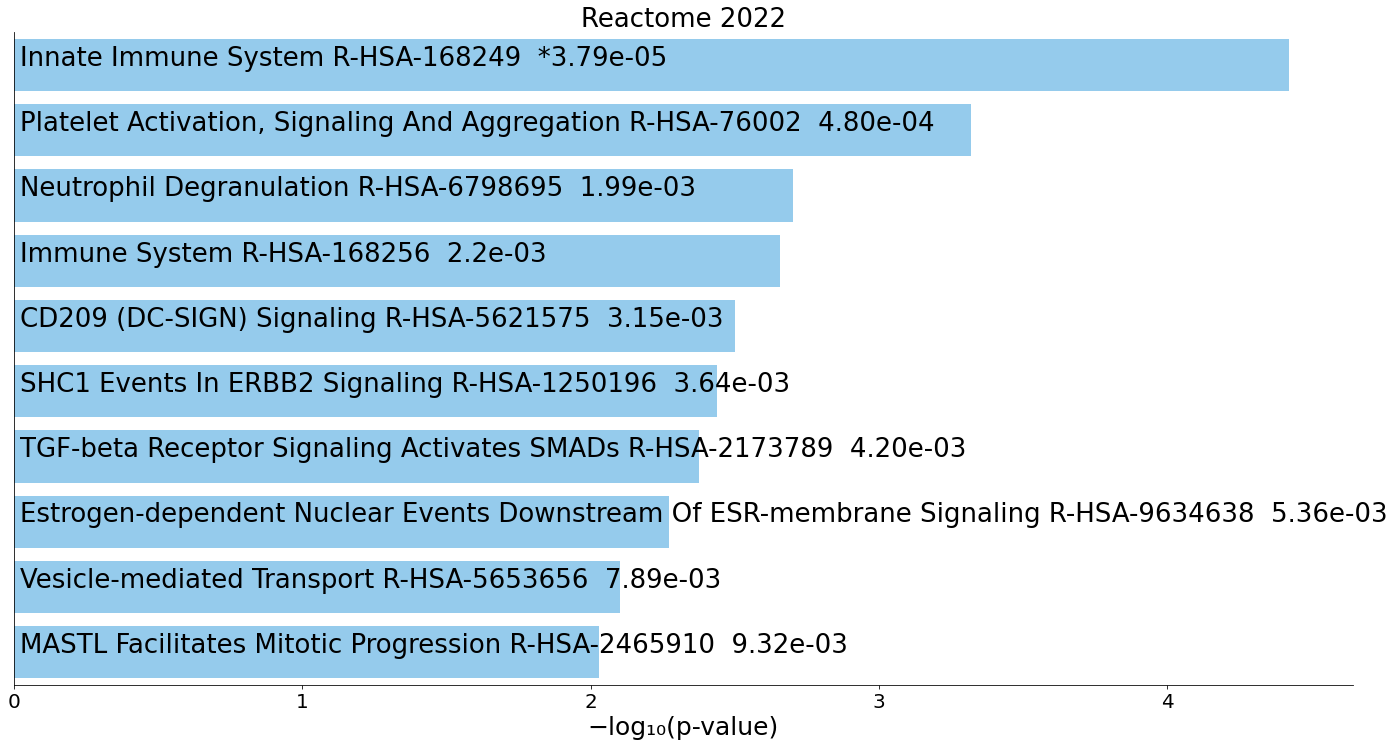 Reactome 2022
Innate Immune System R-HSA-168249  *3.79e-05
Platelet Activation, Signaling And Aggregation R-HSA-76002  4.80e-04
Neutrophil Degranulation R-HSA-6798695  1.99e-03
Immune System R-HSA-168256  2.2e-03
CD209 (DC-SIGN) Signaling R-HSA-5621575  3.15e-03
SHC1 Events In ERBB2 Signaling R-HSA-1250196  3.64e-03
TGF-beta Receptor Signaling Activates SMADs R-HSA-2173789  4.20e-03
Estrogen-dependent Nuclear Events Downstream Of ESR-membrane Signaling R-HSA-9634638  5.36e-03
Vesicle-mediated Transport R-HSA-5653656  7.89e-03
MASTL Facilitates Mitotic Progression R-HSA-2465910  9.32e-03
0 1 2 3 4
−log₁₀(p-value)